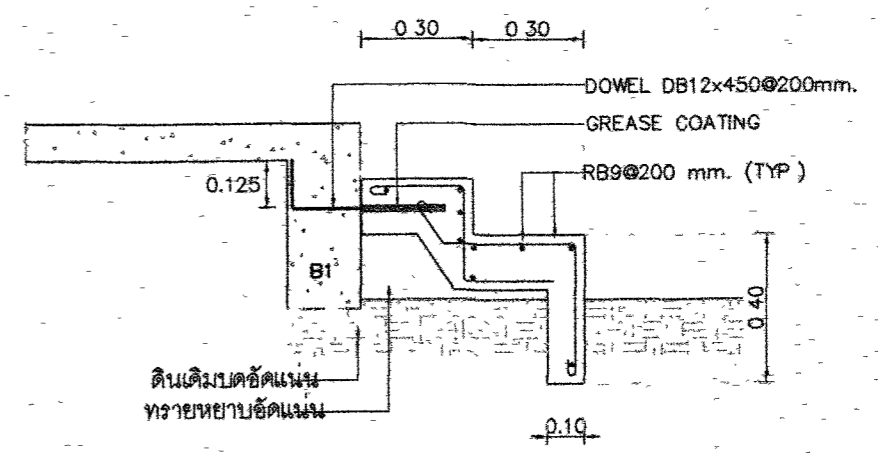 0 30 0 30
DOWEL DB12x450@200mm.
GREASE COATING
0.125
RB9@200 mm. (TYP )
B1
0 40
ดินเดิมบดอัดแน่น
ทรายหยาบอัดแน่น
0.10